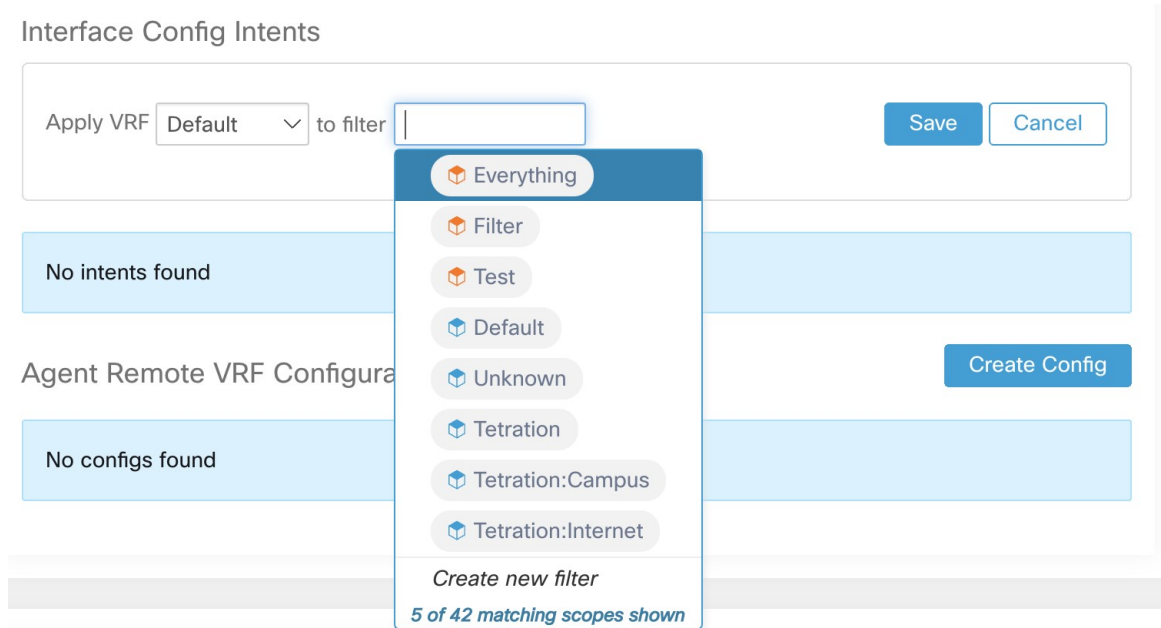 Interface Config Intents
Apply VRF Default to filter Save Cancel
Everything
Filter
Test
No intents found
Default
Unknown
Agent Remote VRF Configura
Create Config
Tetration
No configs found
Tetration:Campus
Tetration:Internet
Create new filter
5 of 42 matching scopes shown